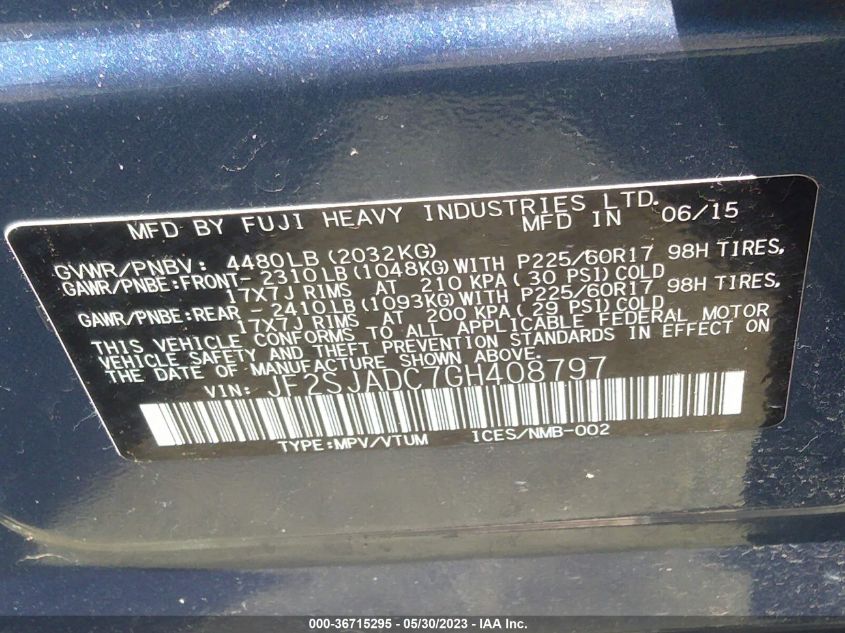 MFD BY FUJI HEAVY INDUSTRIES LTD.
MFD IN 06/15
GVWR/PNBV: 4480LB (2032KG)
GAWR/PNBE:FRONT- 2310LB (1048KG) WITH P225/60R17 98H TIRES,
17X7J RIMS AT 210 KPA (30 PSI) COLD
GAWR/PNBE:REAR - 2410LB (1093KG) WITH P225/60R17 98H TIRES,
17X7J RIMS AT 200 KPA (29 PSI) COLD
THIS VEHICLE CONFORMS TO ALL APPLICABLE FEDERAL MOTOR
VEHICLE SAFETY AND THEFT PREVENTION STANDARDS IN EFFECT ON
THE DATE OF MANUFACTURE SHOWN ABOVE.
VIN: JF2SJADC7GH408797
TYPE:MPV/VTUM ICES/NMB-002
000-36715295 - 05/30/2023 - IAA Inc.